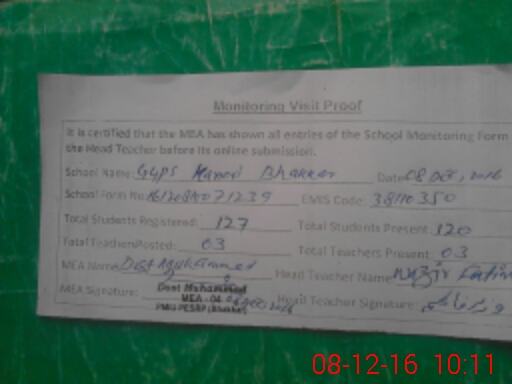 Monitoring Visit Proof
It is certified that the MEA has shown all entries of the School Monitoring Form
the Head Teacher before its online submission.
School Name: GGPS Bhakkar Date: 08 2016
School Form No: EMIS Code: 38110350
Total Students Registered: 127 Total Students Present: 120
Total Teachers Posted: 03 Total Teachers Present: 03
MEA Name: Dost Muhammad Head Teacher Name: Nazir
MEA Signature: Dost Muhammad Head Teacher Signature:
MEA - 04
PMIU-PESRP (Bhakkar)
08-12-16 10:11